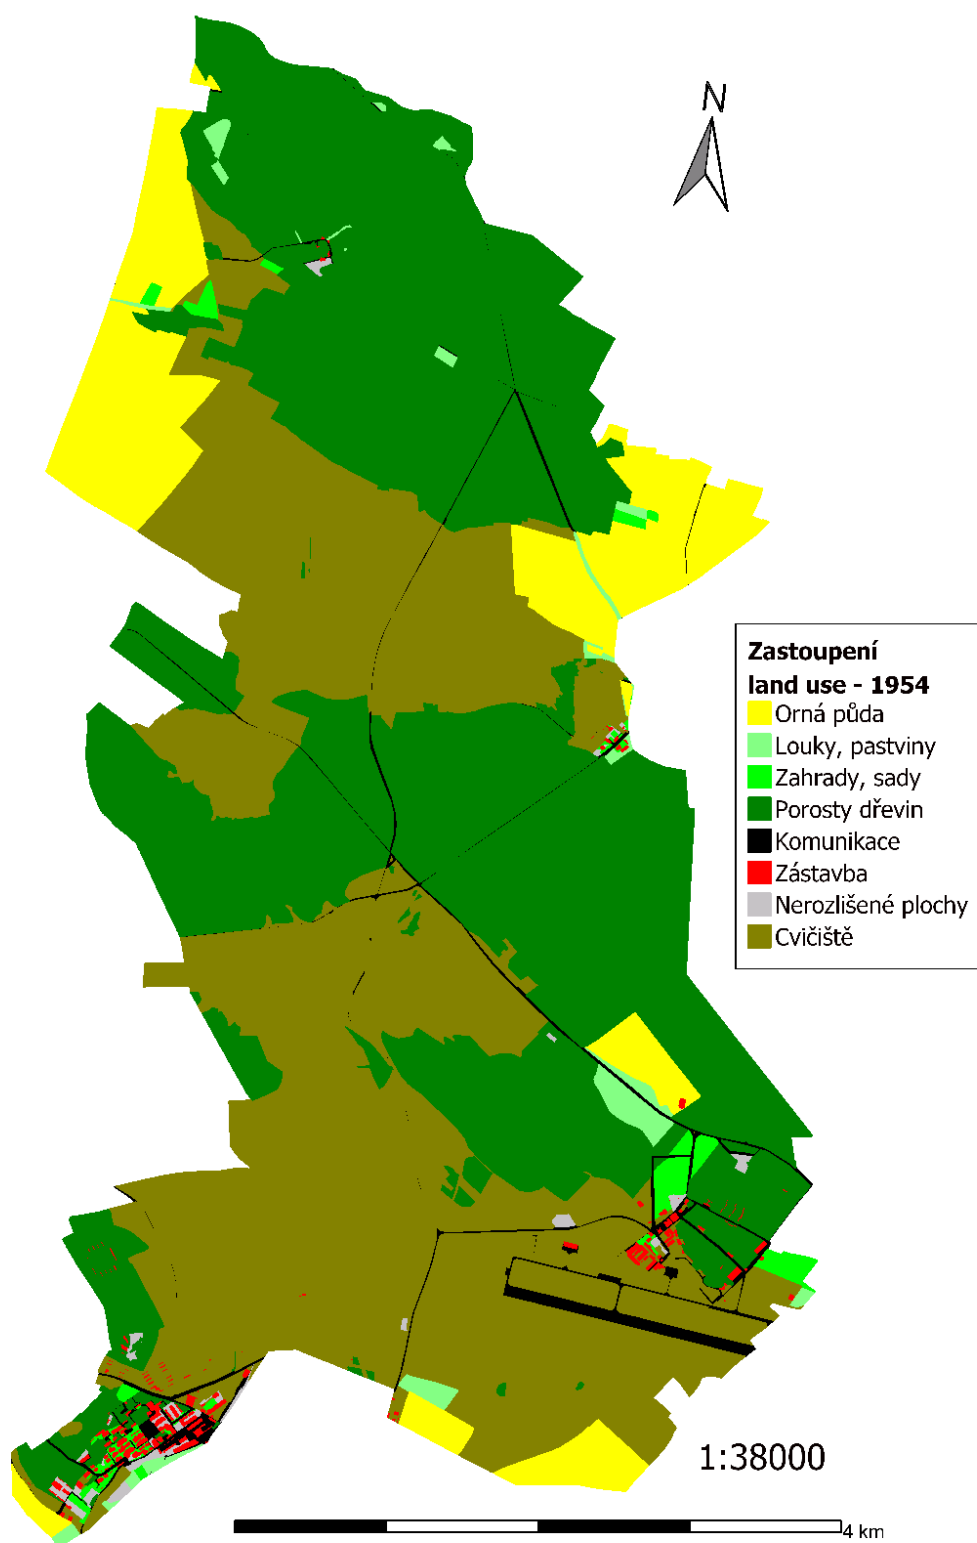 N
Zastoupení
land use - 1954
Orná půda
Louky, pastviny
Zahrady, sady
Porosty dřevin
Komunikace
Zástavba
Nerozlišené plochy
Cvičiště
1:38000
4 km